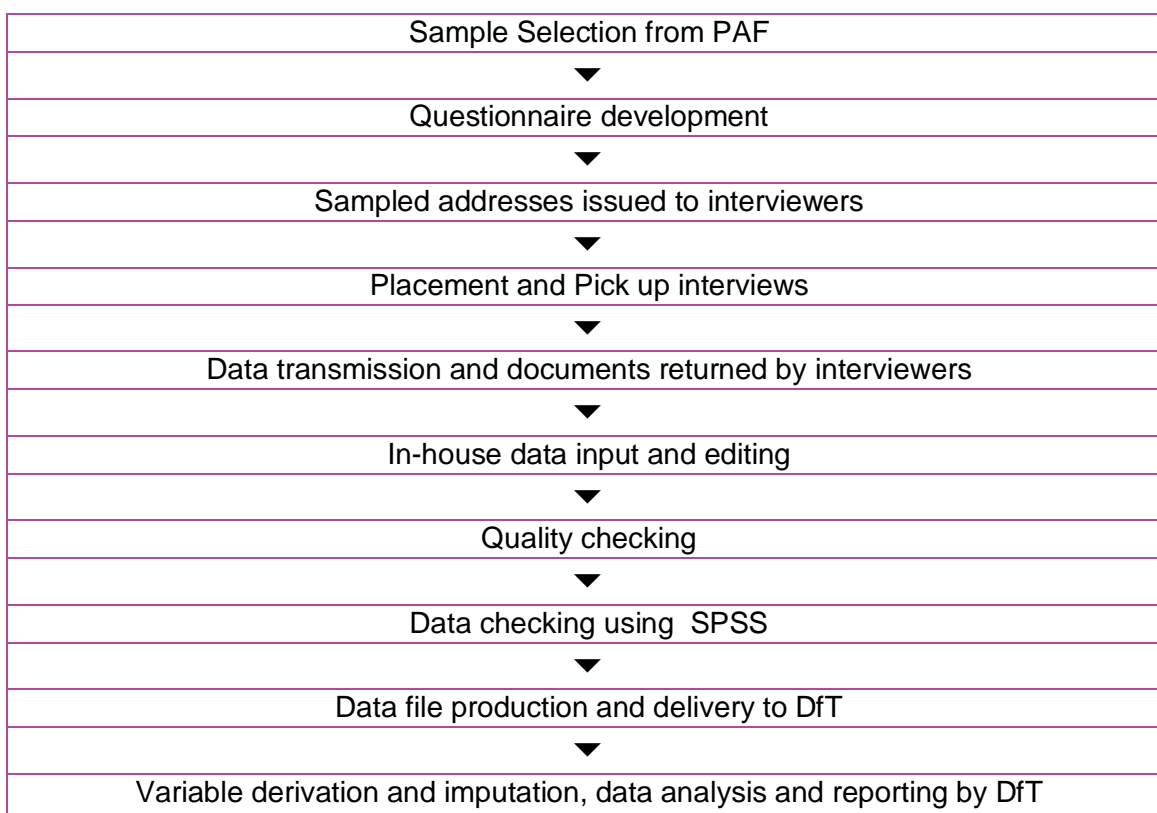 Sample Selection from PAF
Questionnaire development
Sampled addresses issued to interviewers
Placement and Pick up interviews
Data transmission and documents returned by interviewers
In-house data input and editing
Quality checking
Data checking using  SPSS
Data file production and delivery to DfT
Variable derivation and imputation, data analysis and reporting by DfT